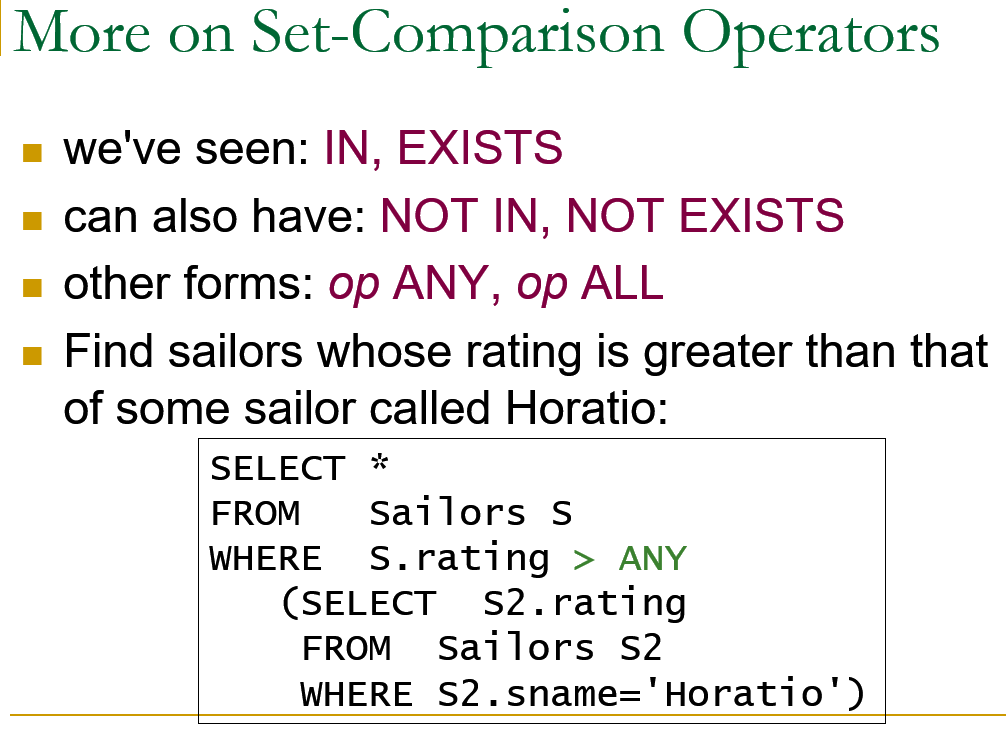 More on Set-Comparison Operators
we've seen: IN, EXISTS
can also have: NOT IN, NOT EXISTS
other forms: op ANY, op ALL
Find sailors whose rating is greater than that
of some sailor called Horatio:
SELECT *
FROM   Sailors S
WHERE  S.rating > ANY
   (SELECT  S2.rating
    FROM  Sailors S2
    WHERE S2.sname='Horatio')